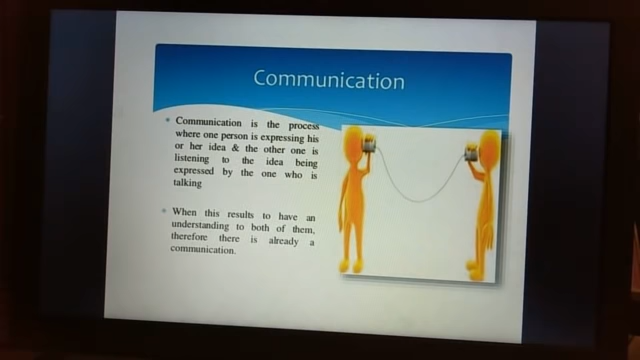 Communication
Communication is the process
where one person is expressing his
or her idea & the other one is
listening to the idea being
expressed by the one who is
talking
When this results to have an
understanding to both of them,
therefore there is already a
communication.